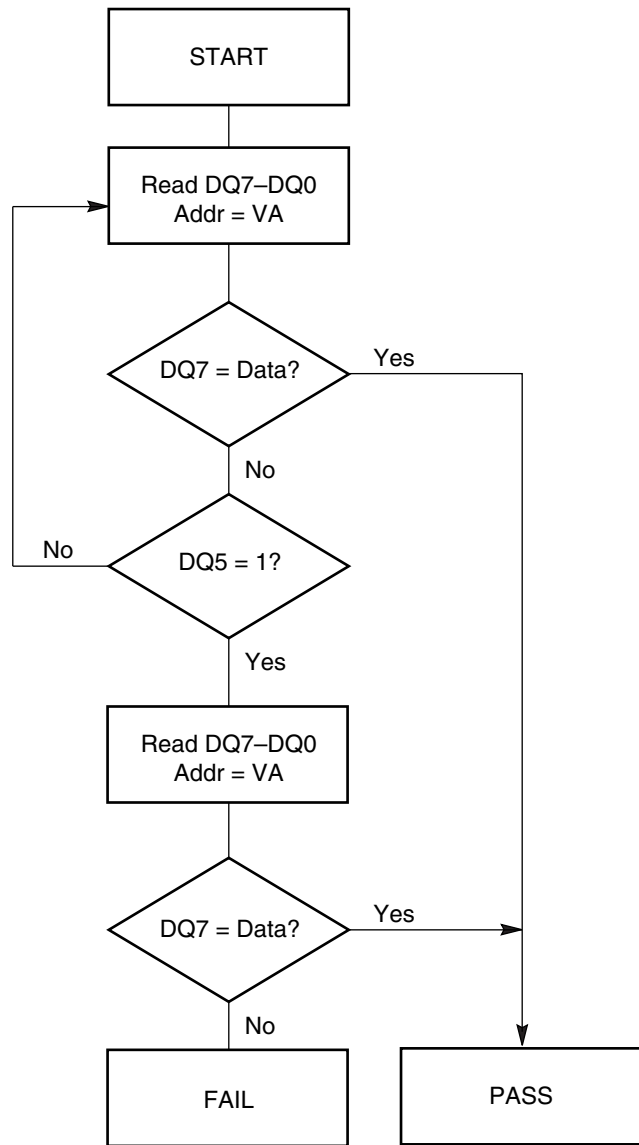 START
Read DQ7–DQ0
Addr = VA
DQ7 = Data?
Yes
No
No
DQ5 = 1?
Yes
Read DQ7–DQ0
Addr = VA
DQ7 = Data?
Yes
No
FAIL
PASS